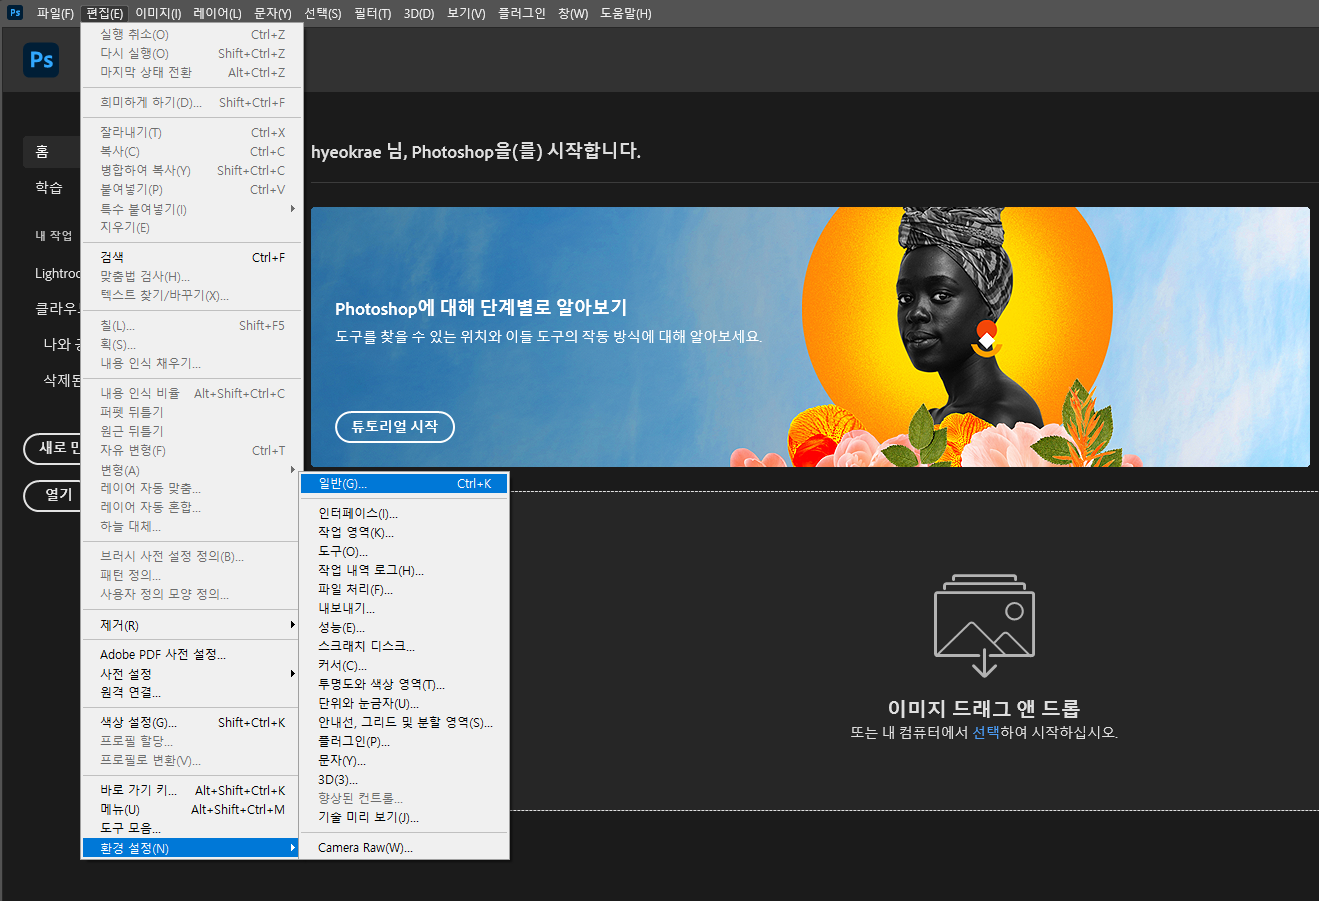 Ps 파일(F) 편집(E) 이미지(I) 레이어(L) 문자(Y) 선택(S) 필터(T) 3D(D) 보기(V) 플러그인 창(W) 도움말(H)
Ps
홈
학습
내 작업
클라우
나와
삭제된
새로 만
열기
실행 취소(O) Ctrl+Z
다시 실행(O) Shift+Ctrl+Z
마지막 상태 전환 Alt+Ctrl+Z
희미하게 하기(D)... Shift+Ctrl+F
잘라내기(T) Ctrl+X
복사(C) Ctrl+C
병합하여 복사(Y) Shift+Ctrl+C
붙여넣기(P) Ctrl+V
특수 붙여넣기(I)
지우기(E)
검색 Ctrl+F
맞춤법 검사(H)...
텍스트 찾기/바꾸기(X)...
칠(L)... Shift+F5
획(S)...
내용 인식 채우기...
내용 인식 비율 Alt+Shift+Ctrl+C
퍼펫 뒤틀기
원근 뒤틀기
자유 변형(F) Ctrl+T
변형(A)
레이어 자동 맞춤...
레이어 자동 혼합...
하늘 대체...
브러시 사전 설정 정의(B)...
패턴 정의...
사용자 정의 모양 정의...
제거(R)
Adobe PDF 사전 설정...
사전 설정
원격 연결...
색상 설정(G)... Shift+Ctrl+K
프로필 할당...
프로필로 변환(V)...
바로 가기 키... Alt+Shift+Ctrl+K
메뉴(U) Alt+Shift+Ctrl+M
도구 모음...
환경 설정(N)
일반(G)... Ctrl+K
인터페이스(I)...
작업 영역(K)...
도구(O)...
작업 내역 로그(H)...
파일 처리(F)...
내보내기...
성능(E)...
스크래치 디스크...
커서(C)...
투명도와 색상 영역(T)...
단위와 눈금자(U)...
안내선, 그리드 및 분할 영역(S)...
플러그인(P)...
문자(Y)...
3D(3)...
향상된 컨트롤...
기술 미리 보기(J)...
Camera Raw(W)...
hyeokrae 님, Photoshop을(를) 시작합니다.
Photoshop에 대해 단계별로 알아보기
도구를 찾을 수 있는 위치와 이들 도구의 작동 방식에 대해 알아보세요.
튜토리얼 시작
이미지 드래그 앤 드롭
또는 내 컴퓨터에서 선택하여 시작하십시오.